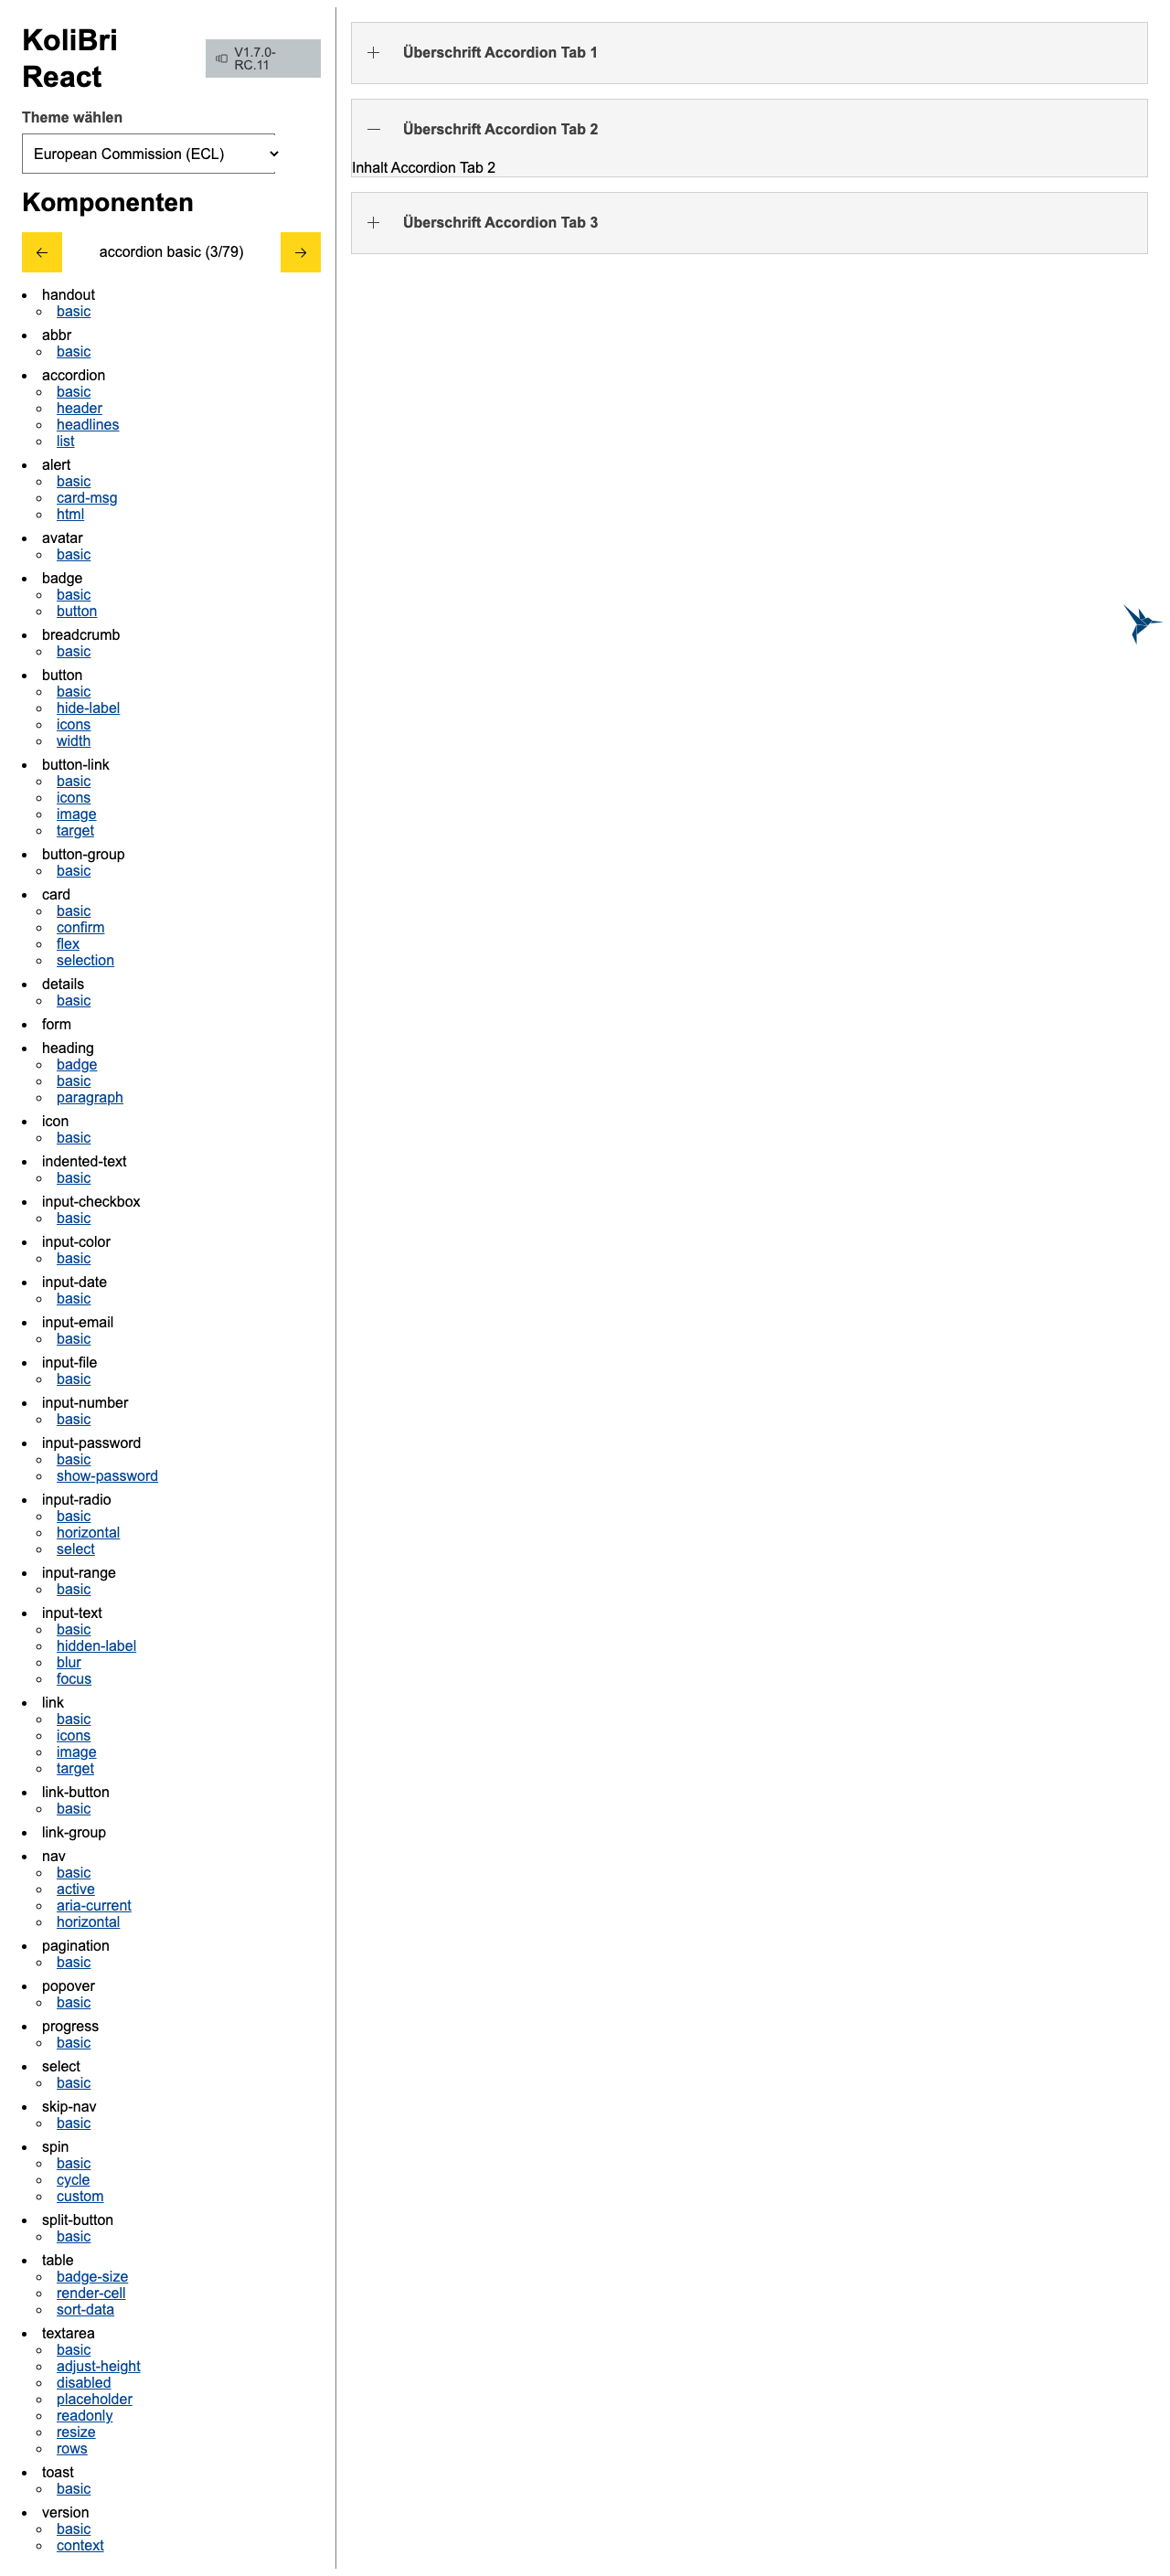 KoliBri
React
V1.7.0-
RC.11
Theme wählen
European Commission (ECL)
Komponenten
accordion basic (3/79)
handout
basic
abbr
basic
accordion
basic
header
headlines
list
alert
basic
card-msg
html
avatar
basic
badge
basic
button
breadcrumb
basic
button
basic
hide-label
icons
width
button-link
basic
icons
image
target
button-group
basic
card
basic
confirm
flex
selection
details
basic
form
heading
badge
basic
paragraph
icon
basic
indented-text
basic
input-checkbox
basic
input-color
basic
input-date
basic
input-email
basic
input-file
basic
input-number
basic
input-password
basic
show-password
input-radio
basic
horizontal
select
input-range
basic
input-text
basic
hidden-label
blur
focus
link
basic
icons
image
target
link-button
basic
link-group
nav
basic
active
aria-current
horizontal
pagination
basic
popover
basic
progress
basic
select
basic
skip-nav
basic
spin
basic
cycle
custom
split-button
basic
table
badge-size
render-cell
sort-data
textarea
basic
adjust-height
disabled
placeholder
readonly
resize
rows
toast
basic
version
basic
context
Überschrift Accordion Tab 1
Überschrift Accordion Tab 2
Inhalt Accordion Tab 2
Überschrift Accordion Tab 3